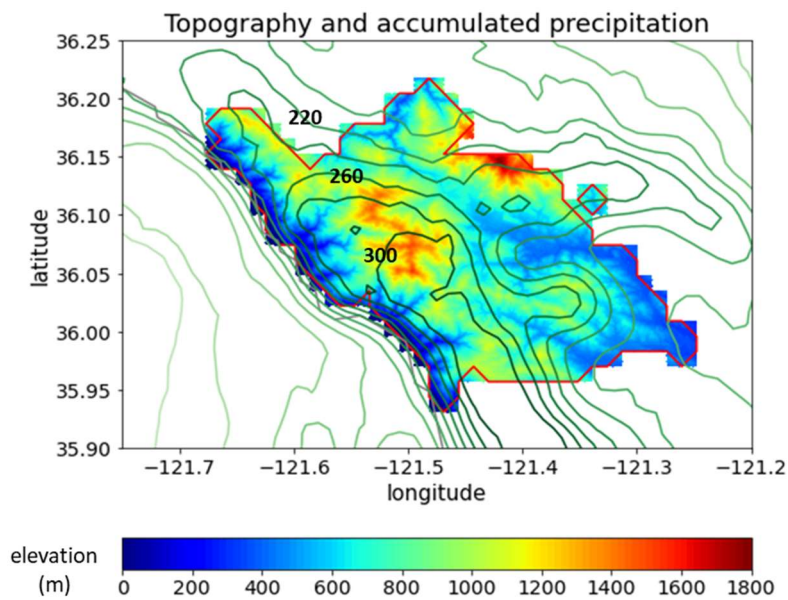 Topography and accumulated precipitation
36.25
36.20
36.15
36.10
36.05
36.00
35.95
35.90
latitude
220
260
300
−121.7 −121.6 −121.5 −121.4 −121.3 −121.2
longitude
elevation
(m)
0 200 400 600 800 1000 1200 1400 1600 1800